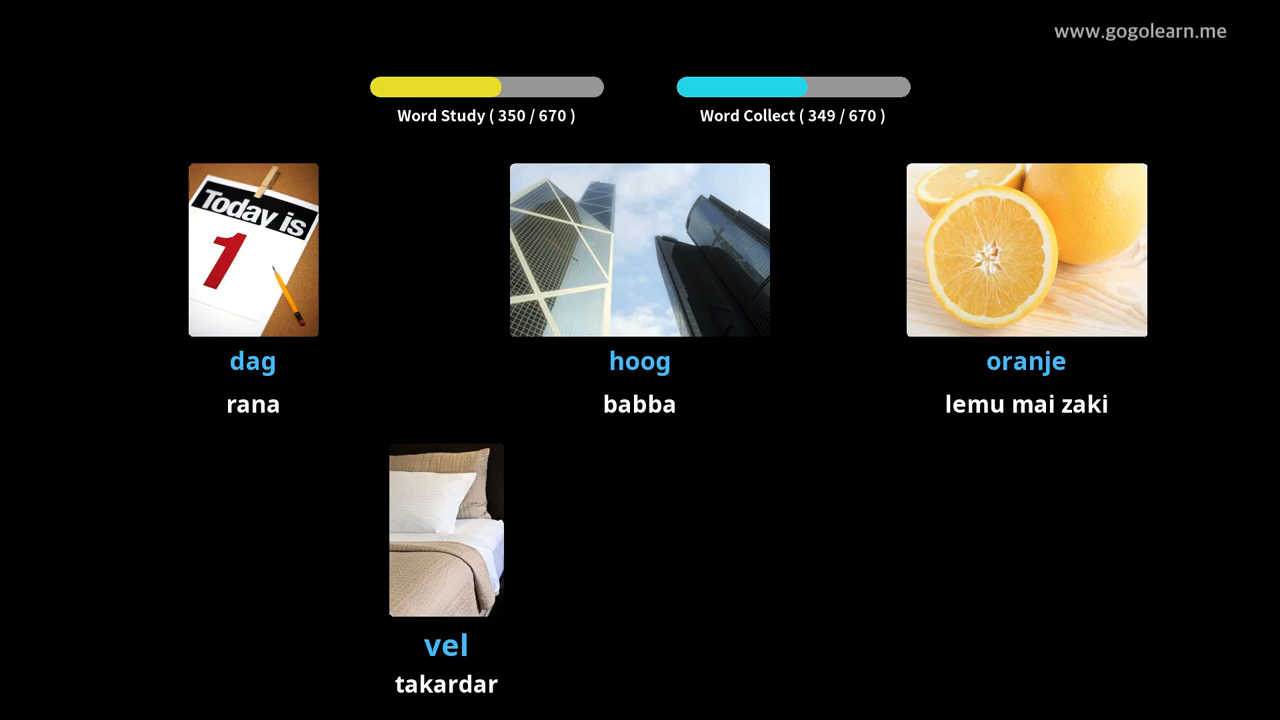 www.gogolearn.me
Word Study ( 350 / 670 )
Word Collect ( 349 / 670 )
Today is
1
dag
hoog
oranje
rana
babba
lemu mai zaki
vel
takardar